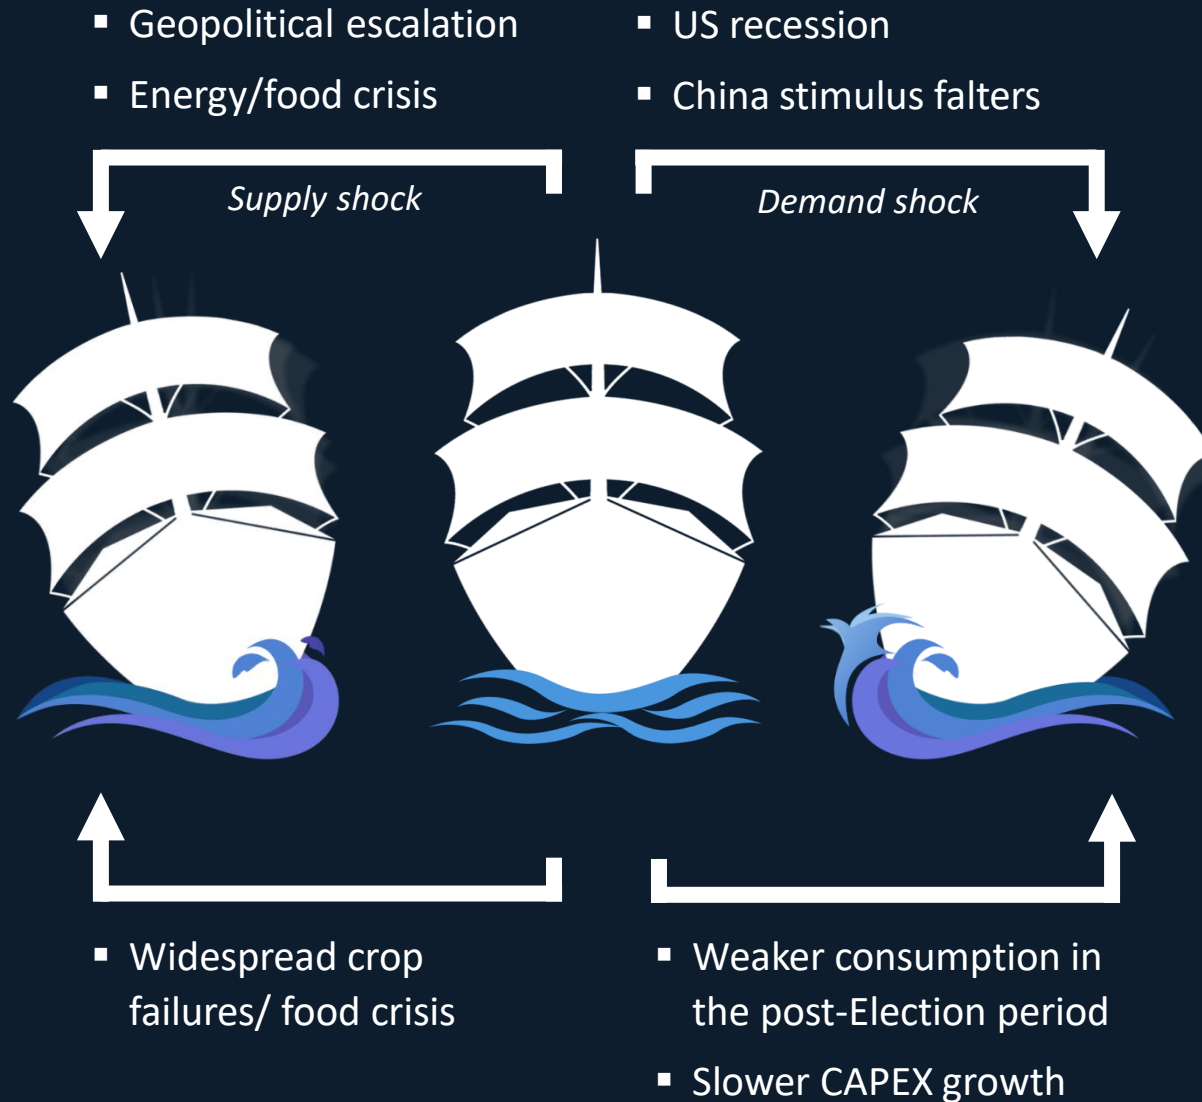 ▪ Geopolitical escalation
▪ Energy/food crisis
▪ US recession
▪ China stimulus falters
Supply shock
Demand shock
▪ Widespread crop
failures/ food crisis
▪ Weaker consumption in
the post-Election period
▪ Slower CAPEX growth